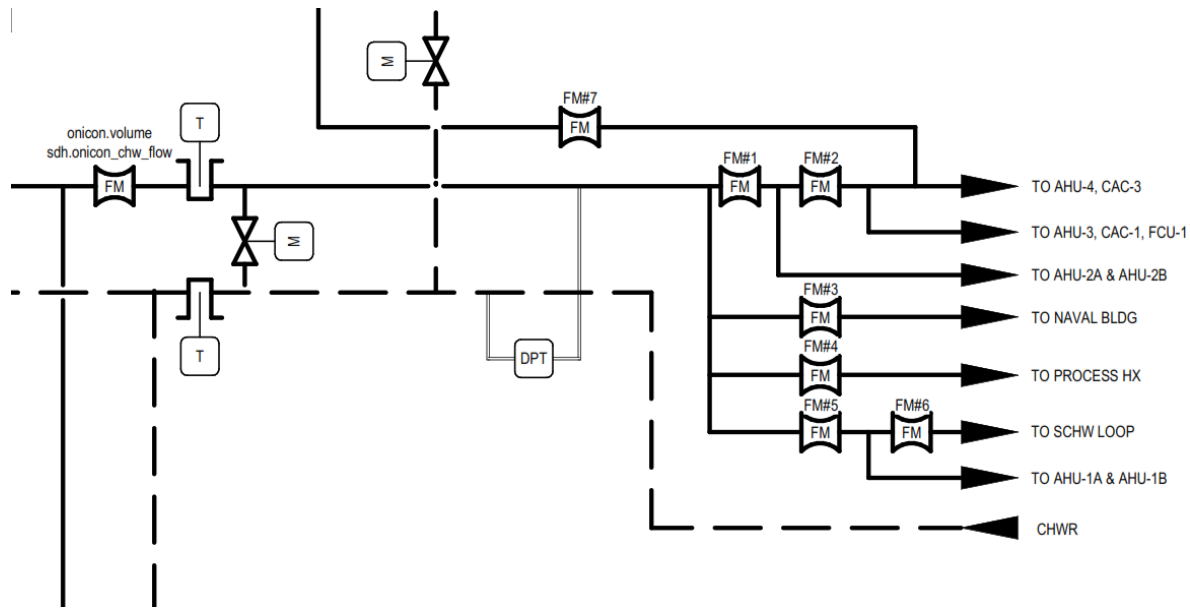 M
FM#7
FM
onicon.volume
sdh.onicon_chw_flow
T
FM
FM#1
FM
FM#2
FM
TO AHU-4, CAC-3
TO AHU-3, CAC-1, FCU-1
M
TO AHU-2A & AHU-2B
FM#3
FM
TO NAVAL BLDG
T
DPT
FM#4
FM
TO PROCESS HX
FM#5
FM
FM#6
FM
TO SCHW LOOP
TO AHU-1A & AHU-1B
CHWR